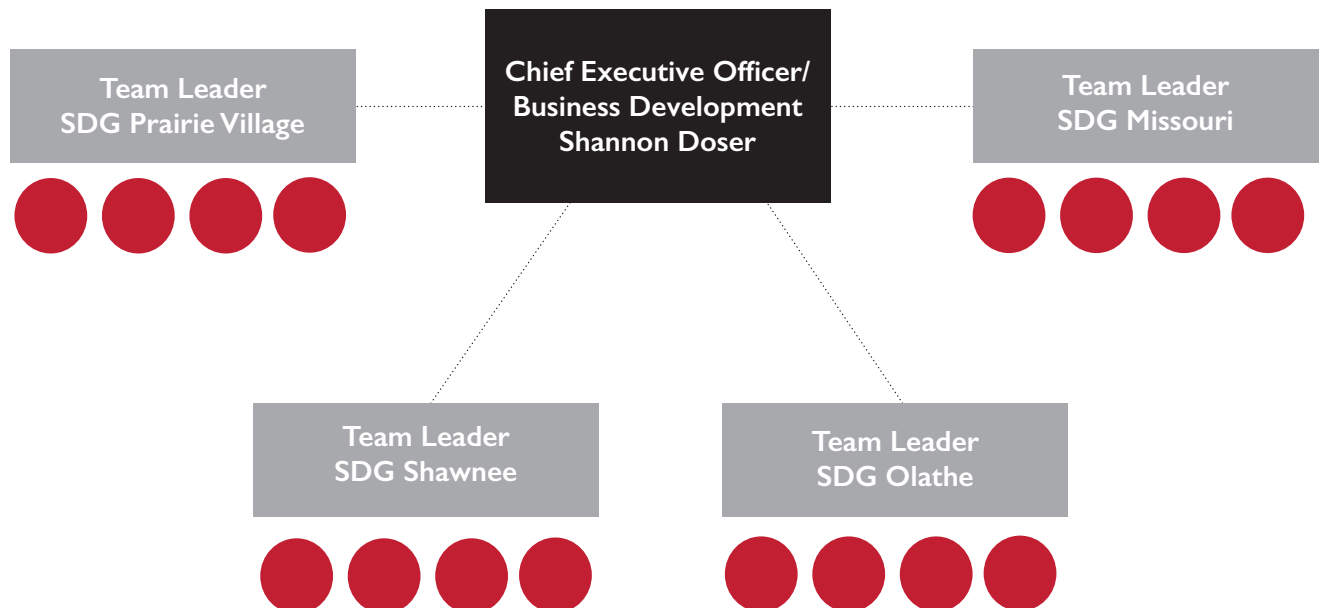 Chief Executive Officer/
Business Development
Shannon Doser
Team Leader
SDG Prairie Village
Team Leader
SDG Missouri
Team Leader
SDG Shawnee
Team Leader
SDG Olathe